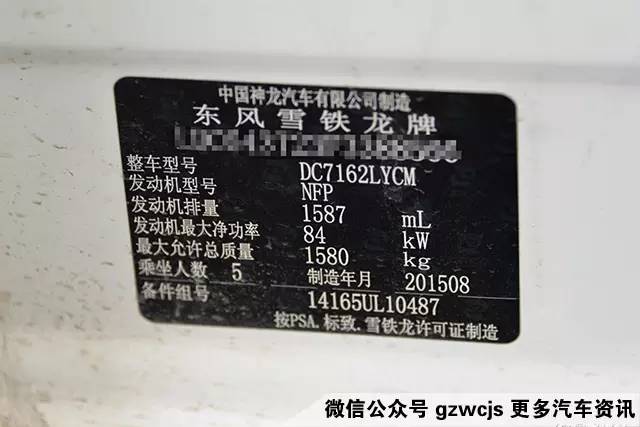 中国神龙汽车有限公司制造
东风雪铁龙牌
整车型号 DC7162LYCM
发动机型号 NFP
发动机排量 1587 mL
发动机最大净功率 84 kW
最大允许总质量 1580 kg
乘坐人数 5 制造年月 201508
备件组号 14165UL10487
按PSA.标致.雪铁龙许可证制造
微信公众号 gzwcjs 更多汽车资讯